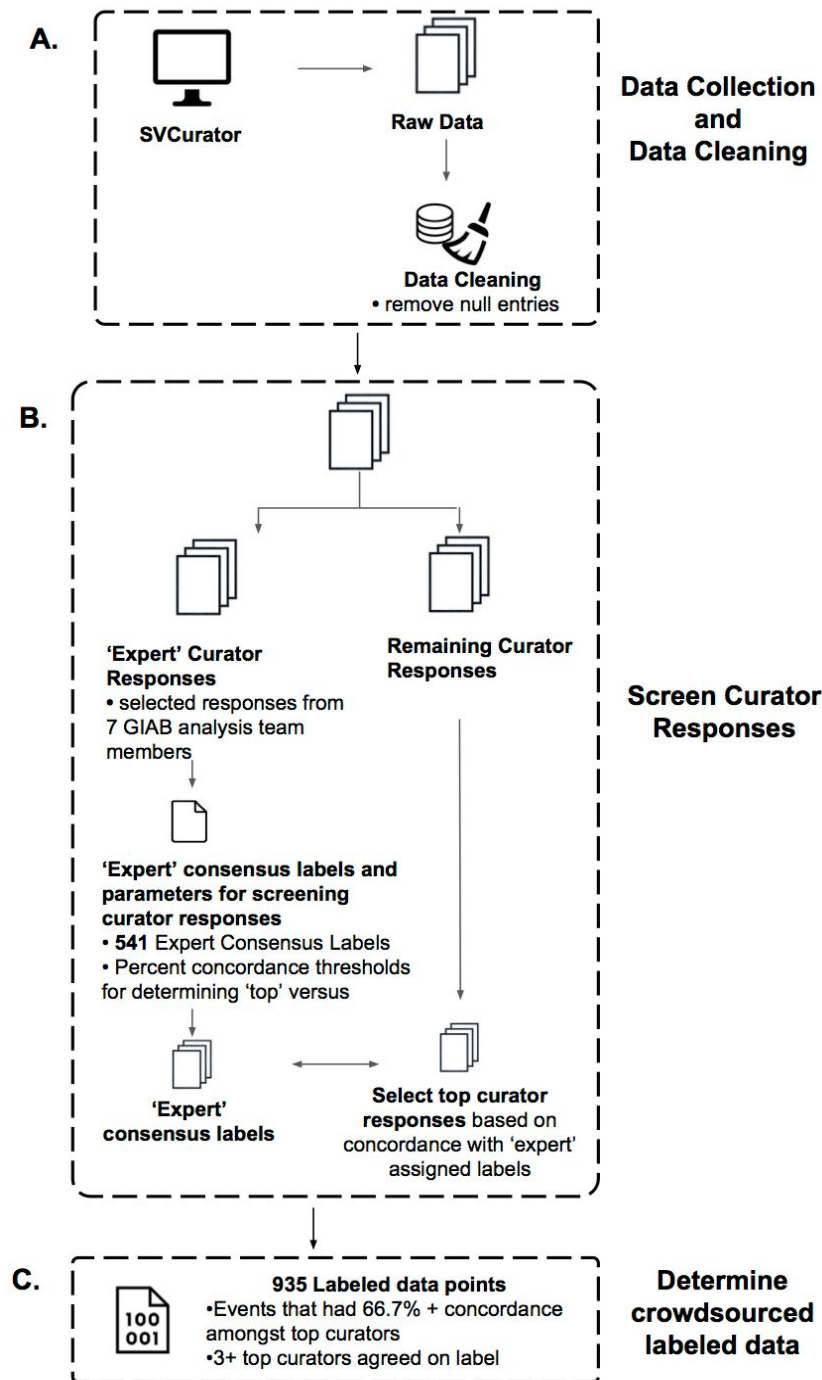 A.
SVCurator
Raw Data
Data Cleaning
• remove null entries
Data Collection
and
Data Cleaning
B.
‘Expert’ Curator
Responses
• selected responses from
7 GIAB analysis team
members
Remaining Curator
Responses
‘Expert’ consensus labels and
parameters for screening
curator responses
• 541 Expert Consensus Labels
• Percent concordance thresholds
for determining ‘top’ versus
‘Expert’
consensus labels
Select top curator
responses based on
concordance with ‘expert’
assigned labels
Screen Curator
Responses
C.
100
001
935 Labeled data points
•Events that had 66.7% + concordance
amongst top curators
•3+ top curators agreed on label
Determine
crowdsourced
labeled data